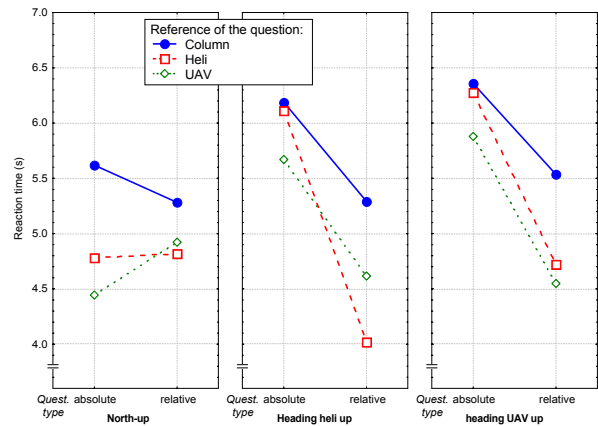 7.0
6.5
6.0
5.5
5.0
4.5
4.0
Reaction time (s)
Reference of the question:
Column
Heli
UAV
Quest. type
absolute
relative
North-up
Quest. type
absolute
relative
Heading heli up
Quest. type
absolute
relative
heading UAV up